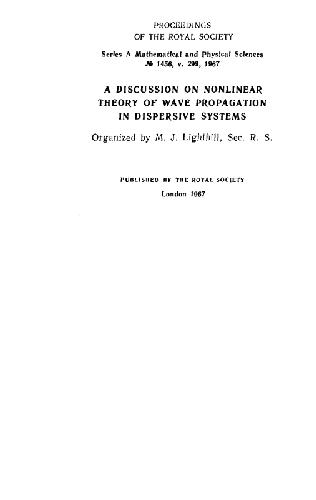 PROCEEDINGS
OF THE ROYAL SOCIETY
Series A Mathematical and Physical Sciences
№ 1456, v. 299, 1967
A DISCUSSION ON NONLINEAR
THEORY OF WAVE PROPAGATION
IN DISPERSIVE SYSTEMS
Organized by M. J. Lighthill, Sec. R. S.
PUBLISHED BY THE ROYAL SOCIETY
London 1967